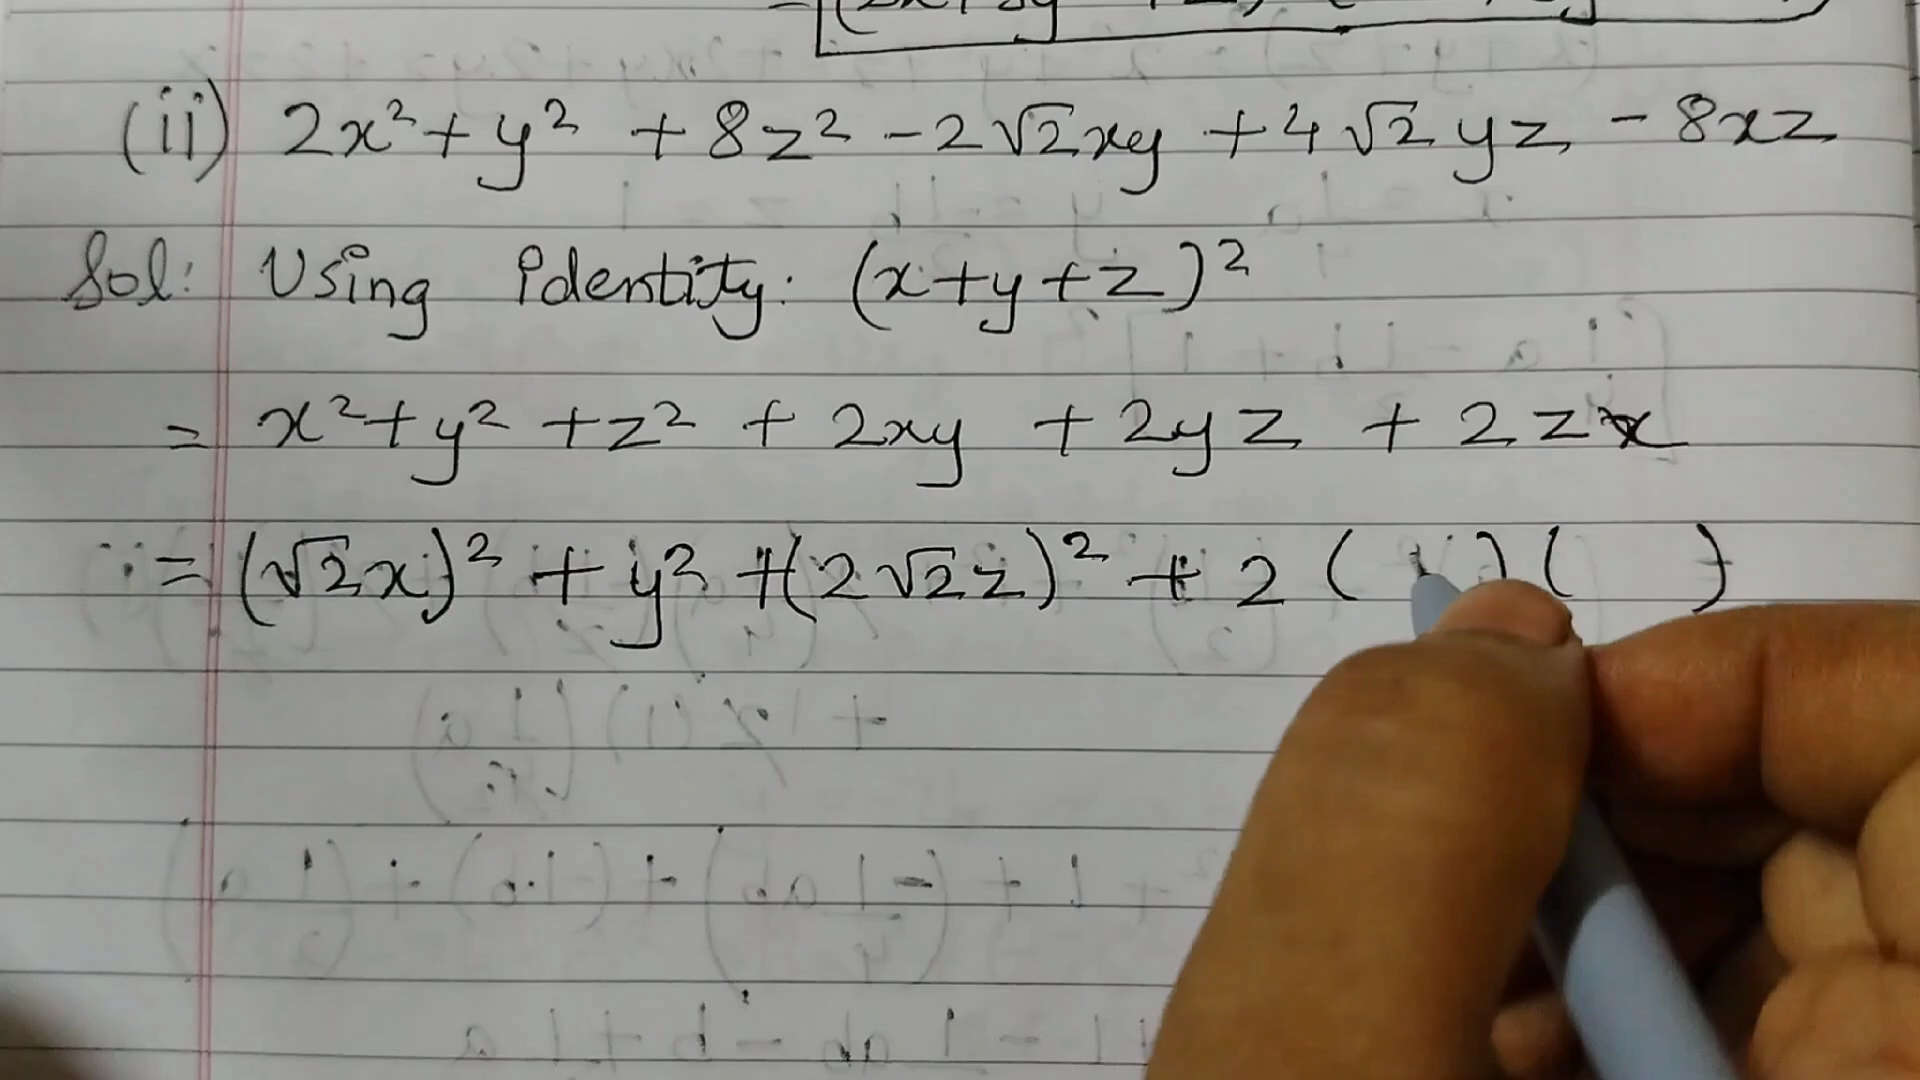 (ii) 2x² + y² + 8z² - 2√2xy + 4√2yz - 8xz
Sol: Using Identity: (x+y+z)²
= x² + y² + z² + 2xy + 2yz + 2zx
= (√2x)² + y² + (2√2z)² + 2 ( ) ( )